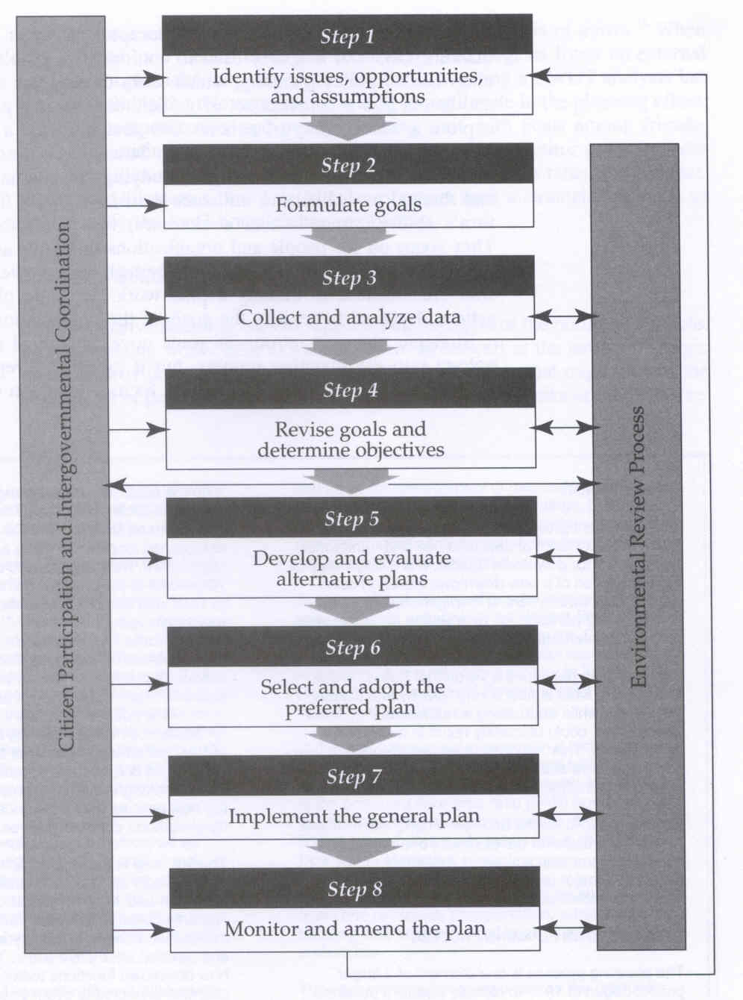 Step 1
Identify issues, opportunities,
and assumptions
Step 2
Formulate goals
Step 3
Collect and analyze data
Step 4
Revise goals and
determine objectives
Step 5
Develop and evaluate
alternative plans
Step 6
Select and adopt the
preferred plan
Step 7
Implement the general plan
Step 8
Monitor and amend the plan
Citizen Participation and Intergovernmental Coordination
Environmental Review Process